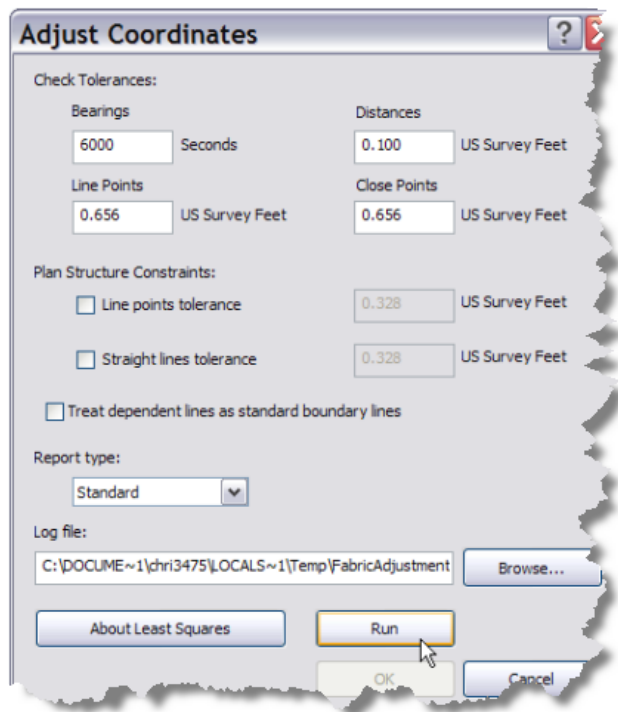 Adjust Coordinates ?
Check Tolerances:
Bearings Distances
6000 Seconds 0.100 US Survey Feet
Line Points Close Points
0.656 US Survey Feet 0.656 US Survey Feet
Plan Structure Constraints:
Line points tolerance 0.328 US Survey Feet
Straight lines tolerance 0.328 US Survey Feet
Treat dependent lines as standard boundary lines
Report type:
Standard
Log file:
C:\DOCUME~1\chri3475\LOCALS~1\Temp\FabricAdjustment Browse...
About Least Squares Run
OK Cancel